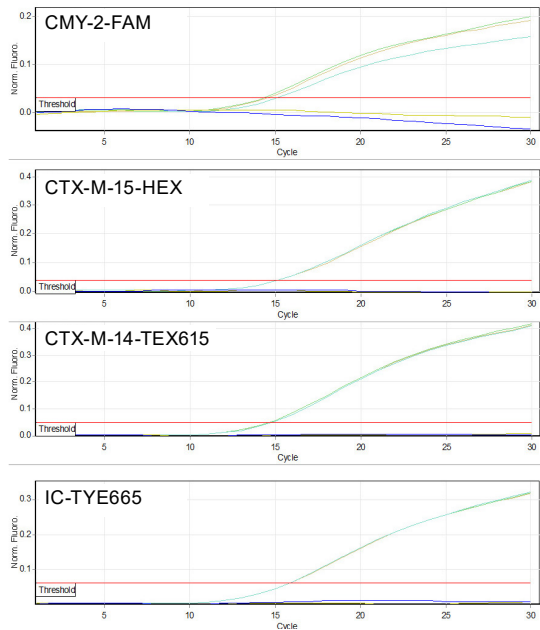 CMY-2-FAM
Norm. Fluoro.
0.2
0.1
0.0
Threshold
5 10 15 20 25 30
Cycle
CTX-M-15-HEX
Norm. Fluoro.
0.4
0.3
0.2
0.1
0.0
Threshold
5 10 15 20 25 30
Cycle
CTX-M-14-TEX615
Norm. Fluoro.
0.4
0.3
0.2
0.1
0.0
Threshold
5 10 15 20 25 30
Cycle
IC-TYE665
Norm. Fluoro.
0.3
0.2
0.1
Threshold
5 10 15 20 25 30
Cycle